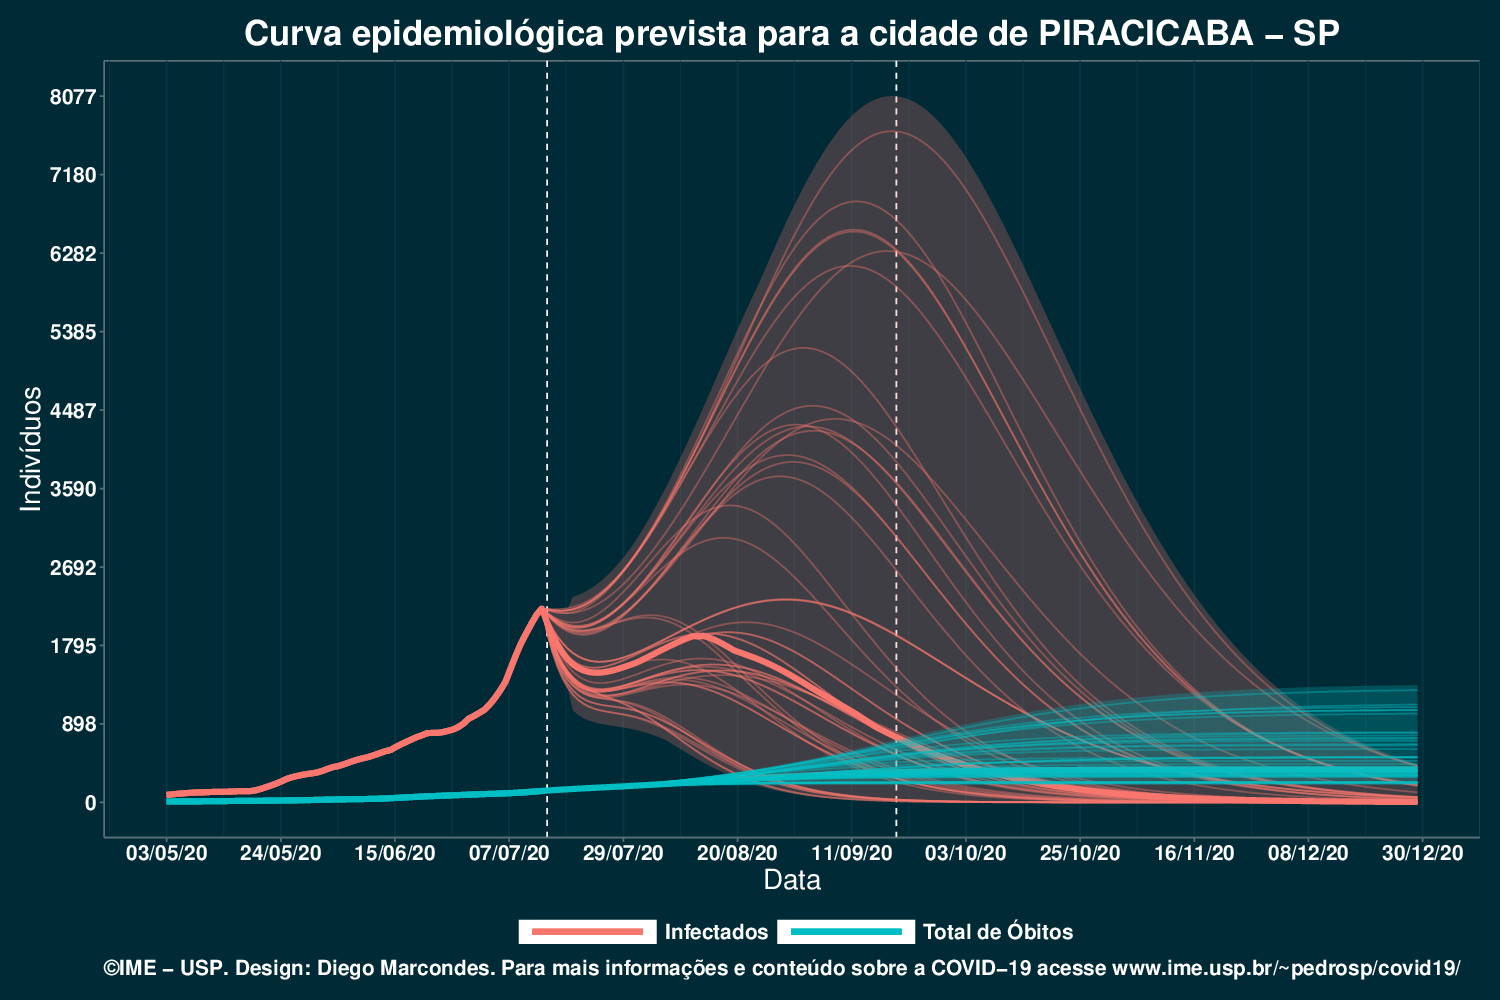 Curva epidemiológica prevista para a cidade de PIRACICABA – SP
Indivíduos
8077
7180
6282
5385
4487
3590
2692
1795
898
0
03/05/20 24/05/20 15/06/20 07/07/20 29/07/20 20/08/20 11/09/20 03/10/20 25/10/20 16/11/20 08/12/20 30/12/20
Data
Infectados Total de Óbitos
©IME – USP. Design: Diego Marcondes. Para mais informações e conteúdo sobre a COVID–19 acesse www.ime.usp.br/~pedrosp/covid19/